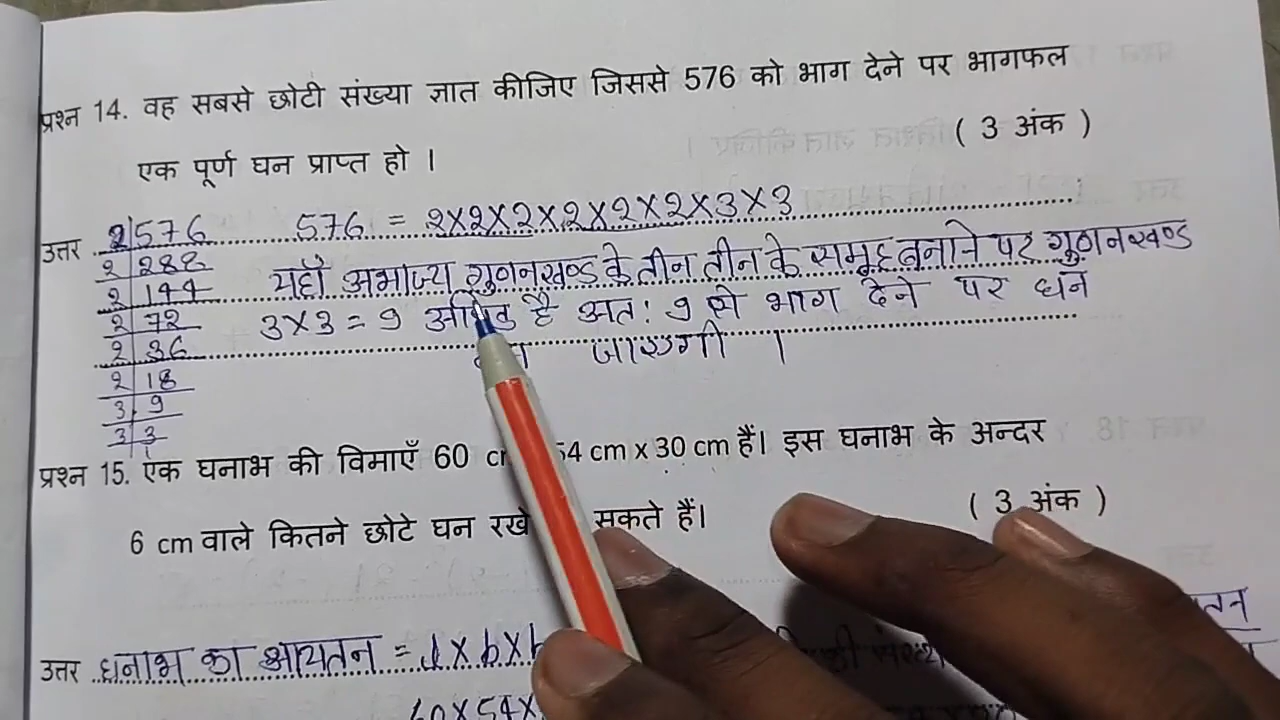 प्रश्न 14. वह सबसे छोटी संख्या ज्ञात कीजिए जिससे 576 को भाग देने पर भागफल
एक पूर्ण घन प्राप्त हो । ( 3 अंक )
उत्तर 2 576 576 = 2×2×2×2×2×2×3×3
2 288
यहाँ अभाज्य गुणनखण्ड के तीन तीन के समूह बनाने पर गुणनखण्ड
2 144
3×3 = 9 अतः 9 से भाग देने पर घन
2 72
2 36
जाएगी ।
2 18
3 9
3 3
1
प्रश्न 15. एक घनाभ की विमाएँ 60 54 cm x 30 cm हैं। इस घनाभ के अन्दर
6 cm वाले कितने छोटे घन रखे सकते हैं। ( 3 अंक )
उत्तर घनाभ का आयतन = l×b×h
60×54×